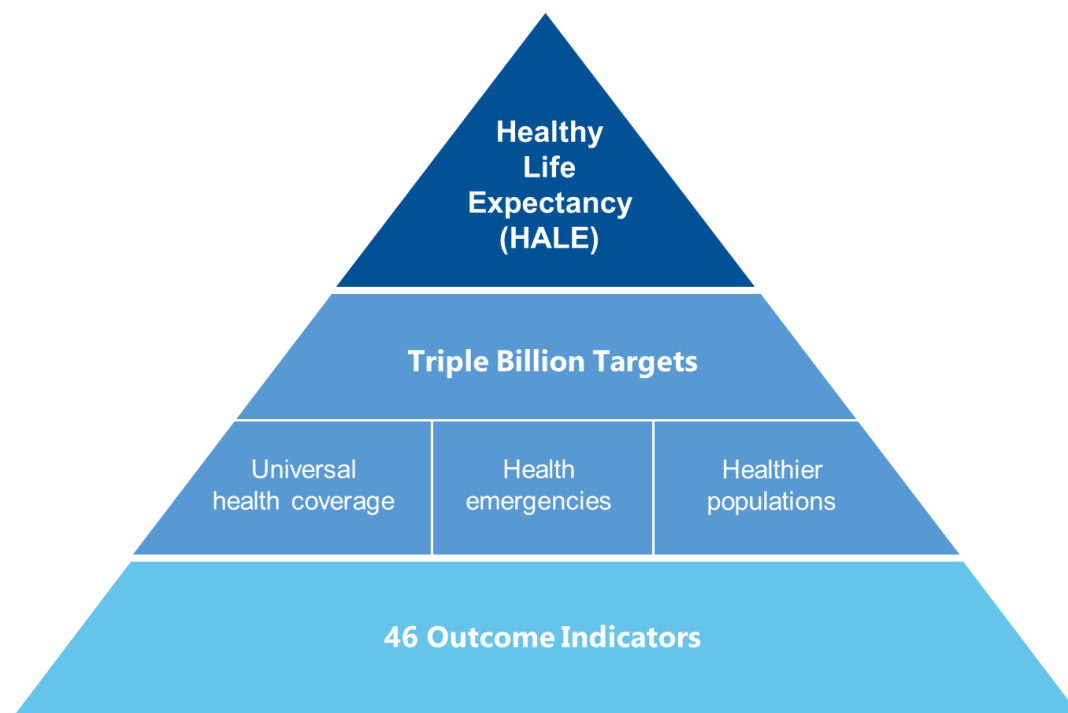 Healthy
Life
Expectancy
(HALE)
Triple Billion Targets
Universal
health coverage
Health
emergencies
Healthier
populations
46 Outcome Indicators